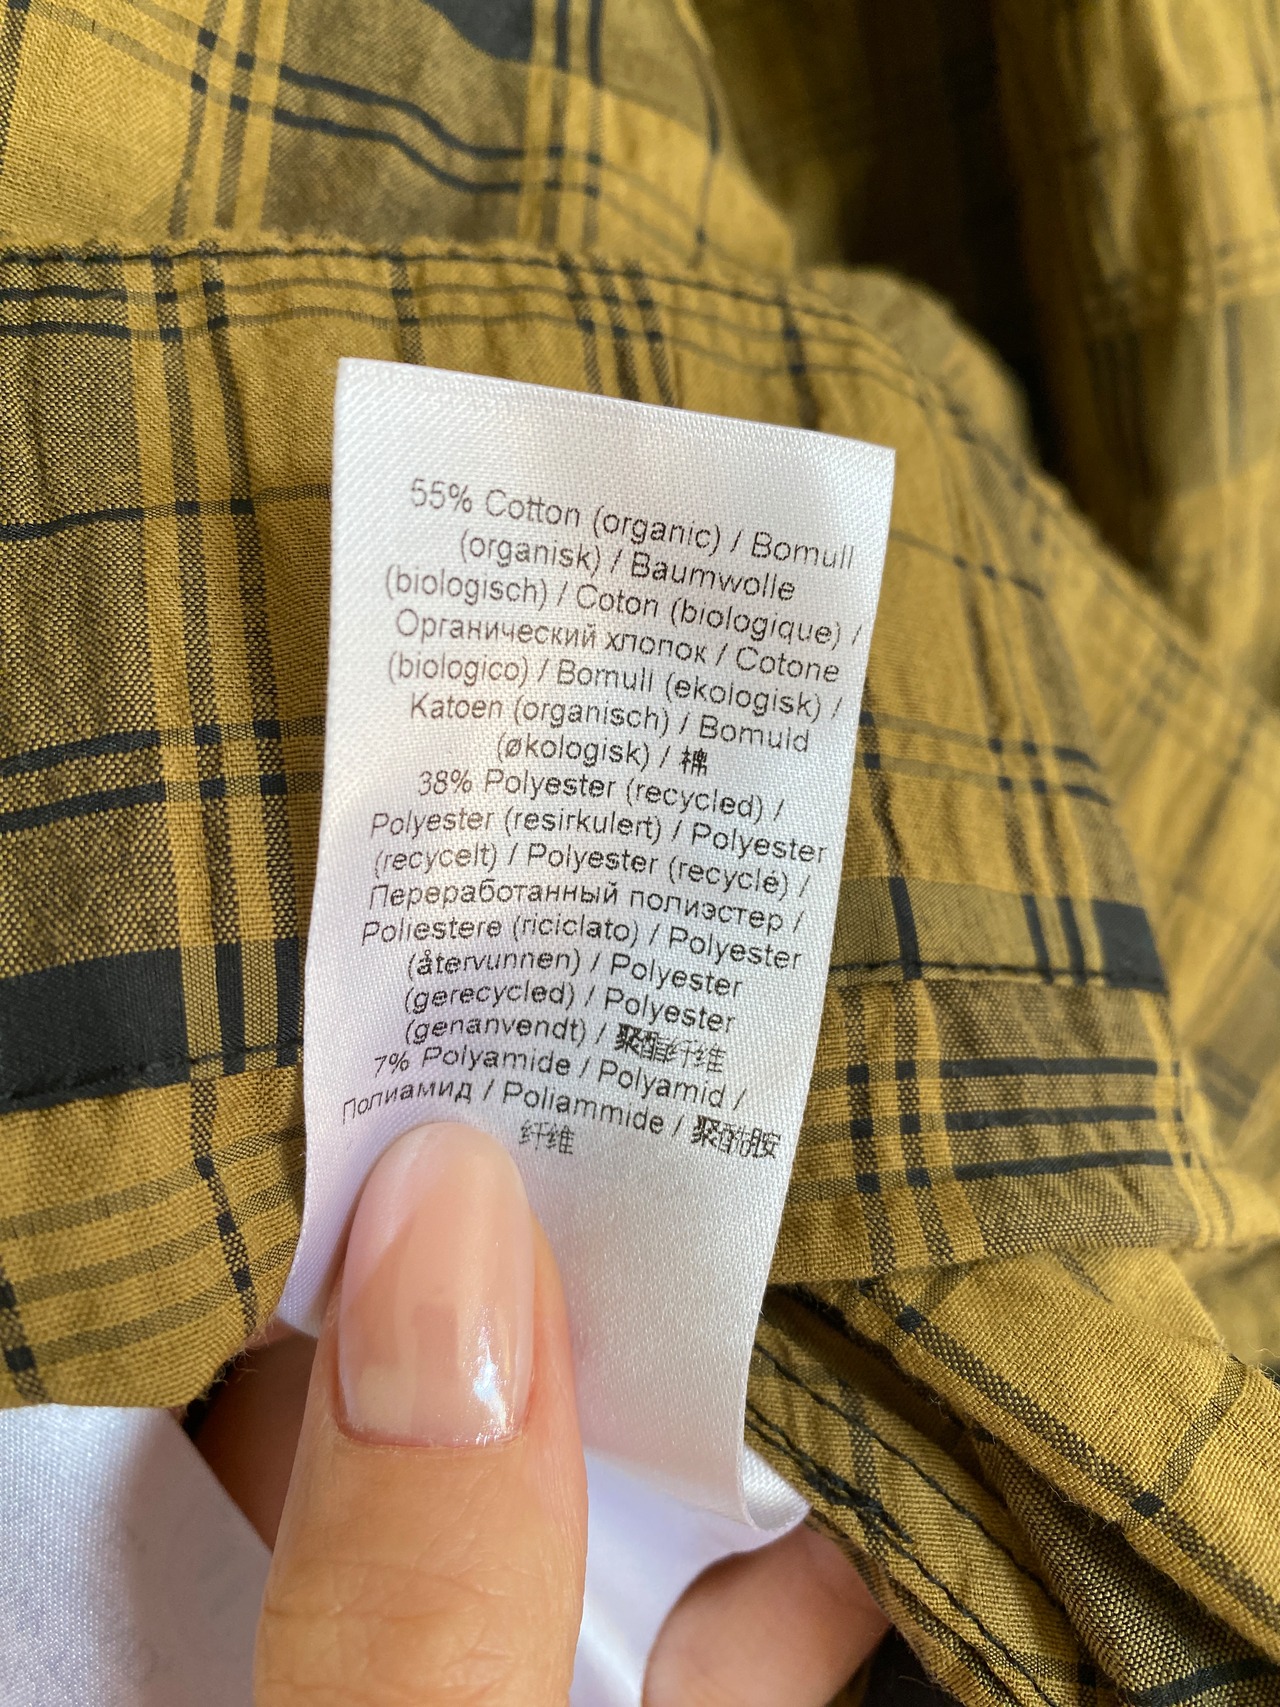 55% Cotton (organic) / Bomull
(organisk) / Baumwolle
(biologisch) / Coton (biologique) /
Органический хлопок / Cotone
(biologico) / Bomull (ekologisk) /
Katoen (organisch) / Bomuld
(økologisk) / 棉
38% Polyester (recycled) /
Polyester (resirkulert) / Polyester
(recycelt) / Polyester (recyclé) /
Переработанный полиэстер /
Poliestere (riciclato) / Polyester
(återvunnen) / Polyester
(gerecycled) / Polyester
(genanvendt) / 聚酯纤维
7% Polyamide / Polyamid /
Полиамид / Poliammide / 聚酰胺
纤维